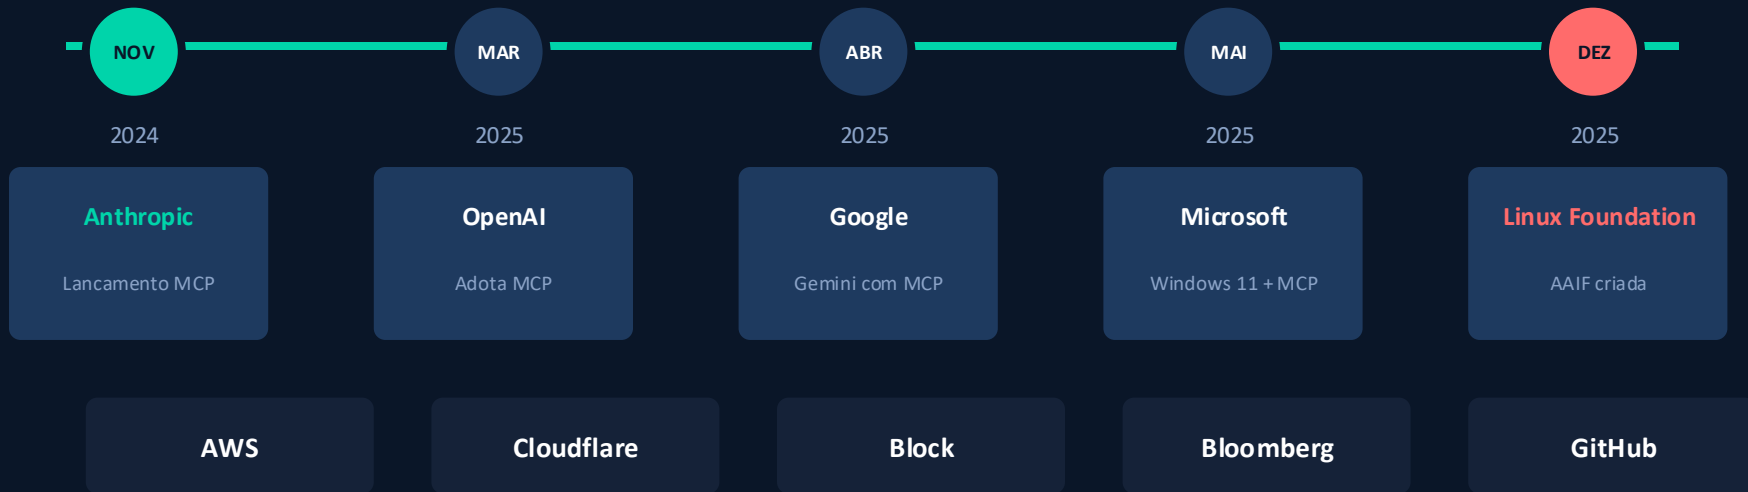 NOV
MAR
ABR
MAI
DEZ
2024
2025
2025
2025
2025
Anthropic
OpenAI
Google
Microsoft
Linux Foundation
Lancamento MCP
Adota MCP
Gemini com MCP
Windows 11 + MCP
AAIF criada
AWS
Cloudflare
Block
Bloomberg
GitHub